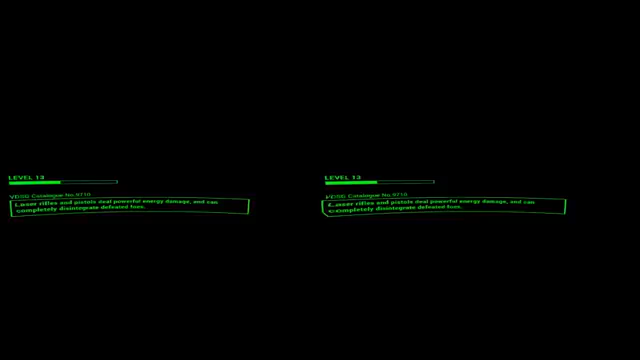 LEVEL 13
VDSG Catalogue No.9710
Laser rifles and pistols deal powerful energy damage, and can
completely disintegrate defeated foes.
LEVEL 13
VDSG Catalogue No.9710
Laser rifles and pistols deal powerful energy damage, and can
completely disintegrate defeated foes.